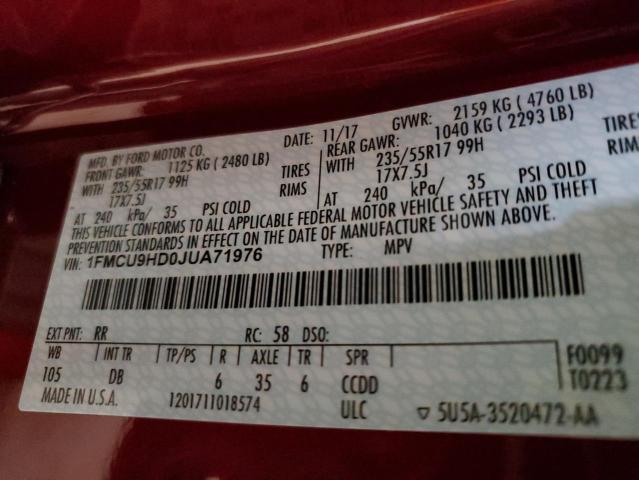 MFD. BY FORD MOTOR CO. DATE: 11/17 GVWR: 2159 KG ( 4760 LB)
FRONT GAWR: 1125 KG ( 2480 LB) REAR GAWR: 1040 KG ( 2293 LB)
WITH 235/55R17 99H TIRES WITH 235/55R17 99H TIRES
17X7.5J RIMS 17X7.5J RIMS
AT 240 kPa/ 35 PSI COLD AT 240 kPa/ 35 PSI COLD
THIS VEHICLE CONFORMS TO ALL APPLICABLE FEDERAL MOTOR VEHICLE SAFETY AND THEFT
PREVENTION STANDARDS IN EFFECT ON THE DATE OF MANUFACTURE SHOWN ABOVE.
VIN: 1FMCU9HD0JUA71976 TYPE: MPV
EXT PNT: RR RC: 58 DSO:
WB INT TR TP/PS R AXLE TR SPR F0099
105 DB 6 35 6 CCDD T0223
MADE IN U.S.A. 1201711018574 ULC ▽ 5U5A-3520472-AA